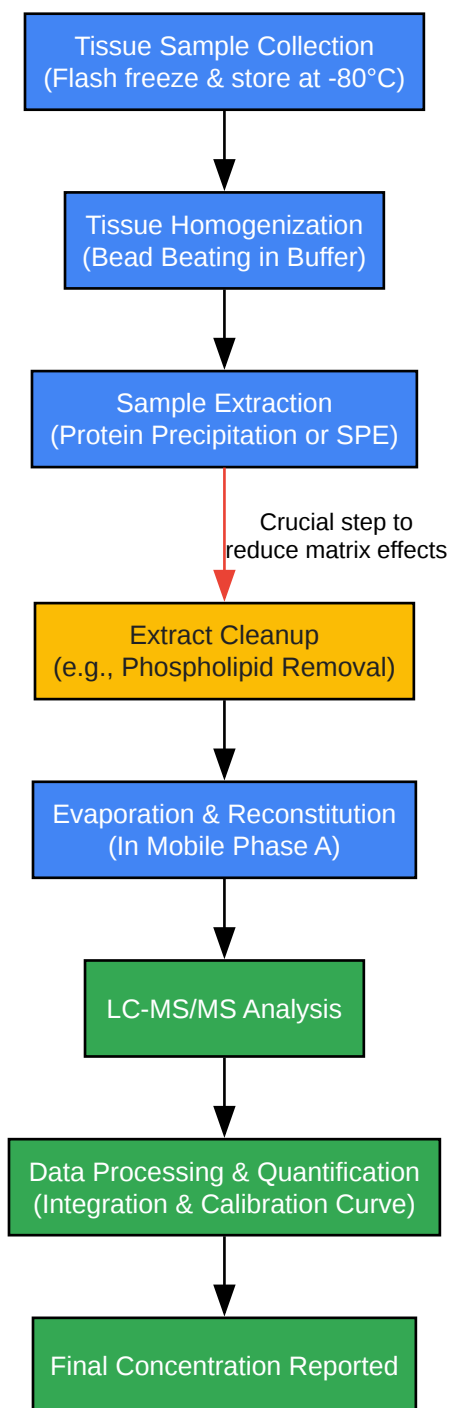 Tissue Sample Collection
(Flash freeze & store at -80°C)
Tissue Homogenization
(Bead Beating in Buffer)
Sample Extraction
(Protein Precipitation or SPE)
Crucial step to
reduce matrix effects
Extract Cleanup
(e.g., Phospholipid Removal)
Evaporation & Reconstitution
(In Mobile Phase A)
LC-MS/MS Analysis
Data Processing & Quantification
(Integration & Calibration Curve)
Final Concentration Reported